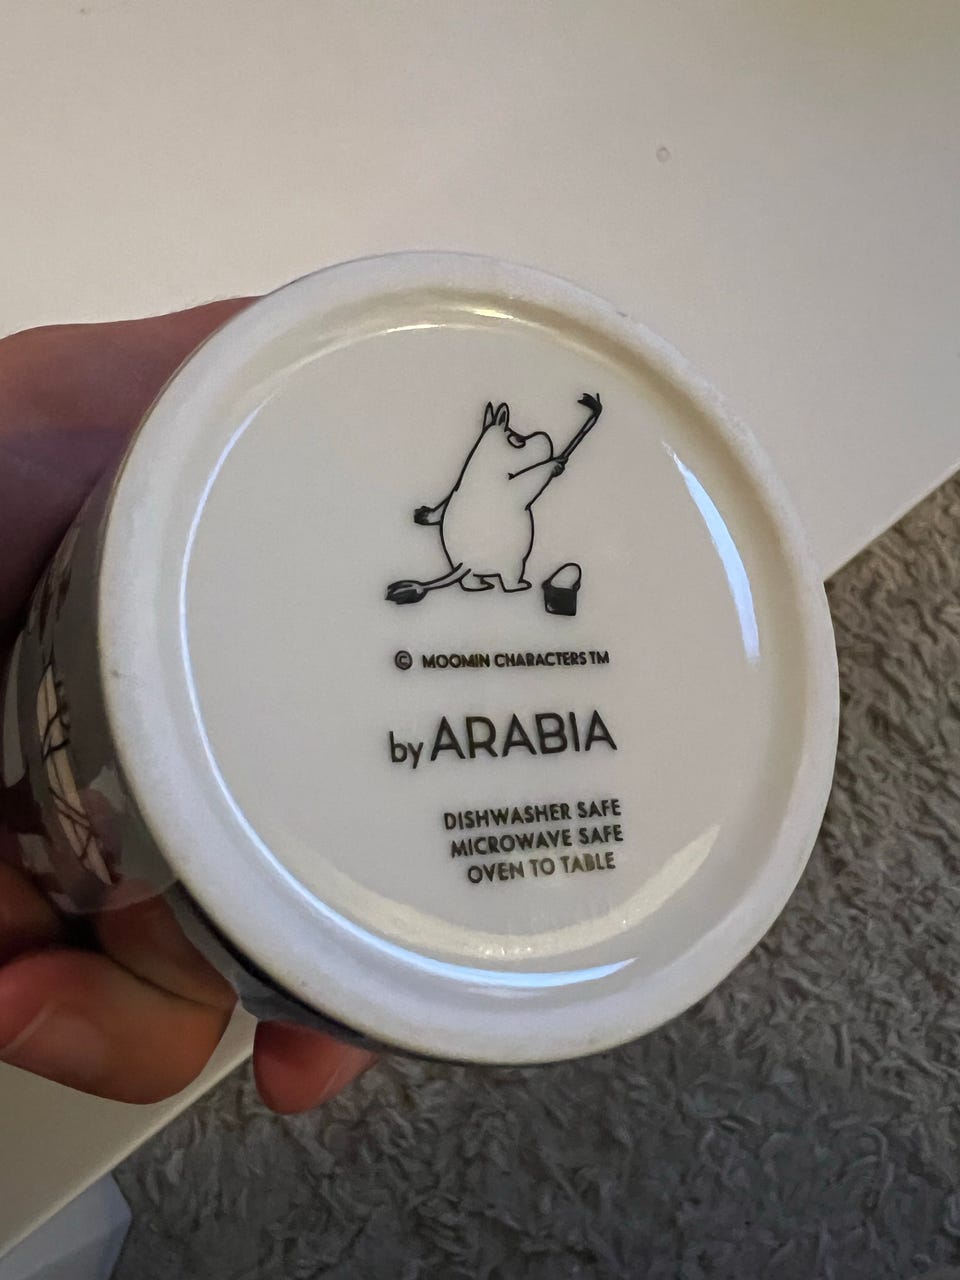 © MOOMIN CHARACTERS TM
by ARABIA
DISHWASHER SAFE
MICROWAVE SAFE
OVEN TO TABLE